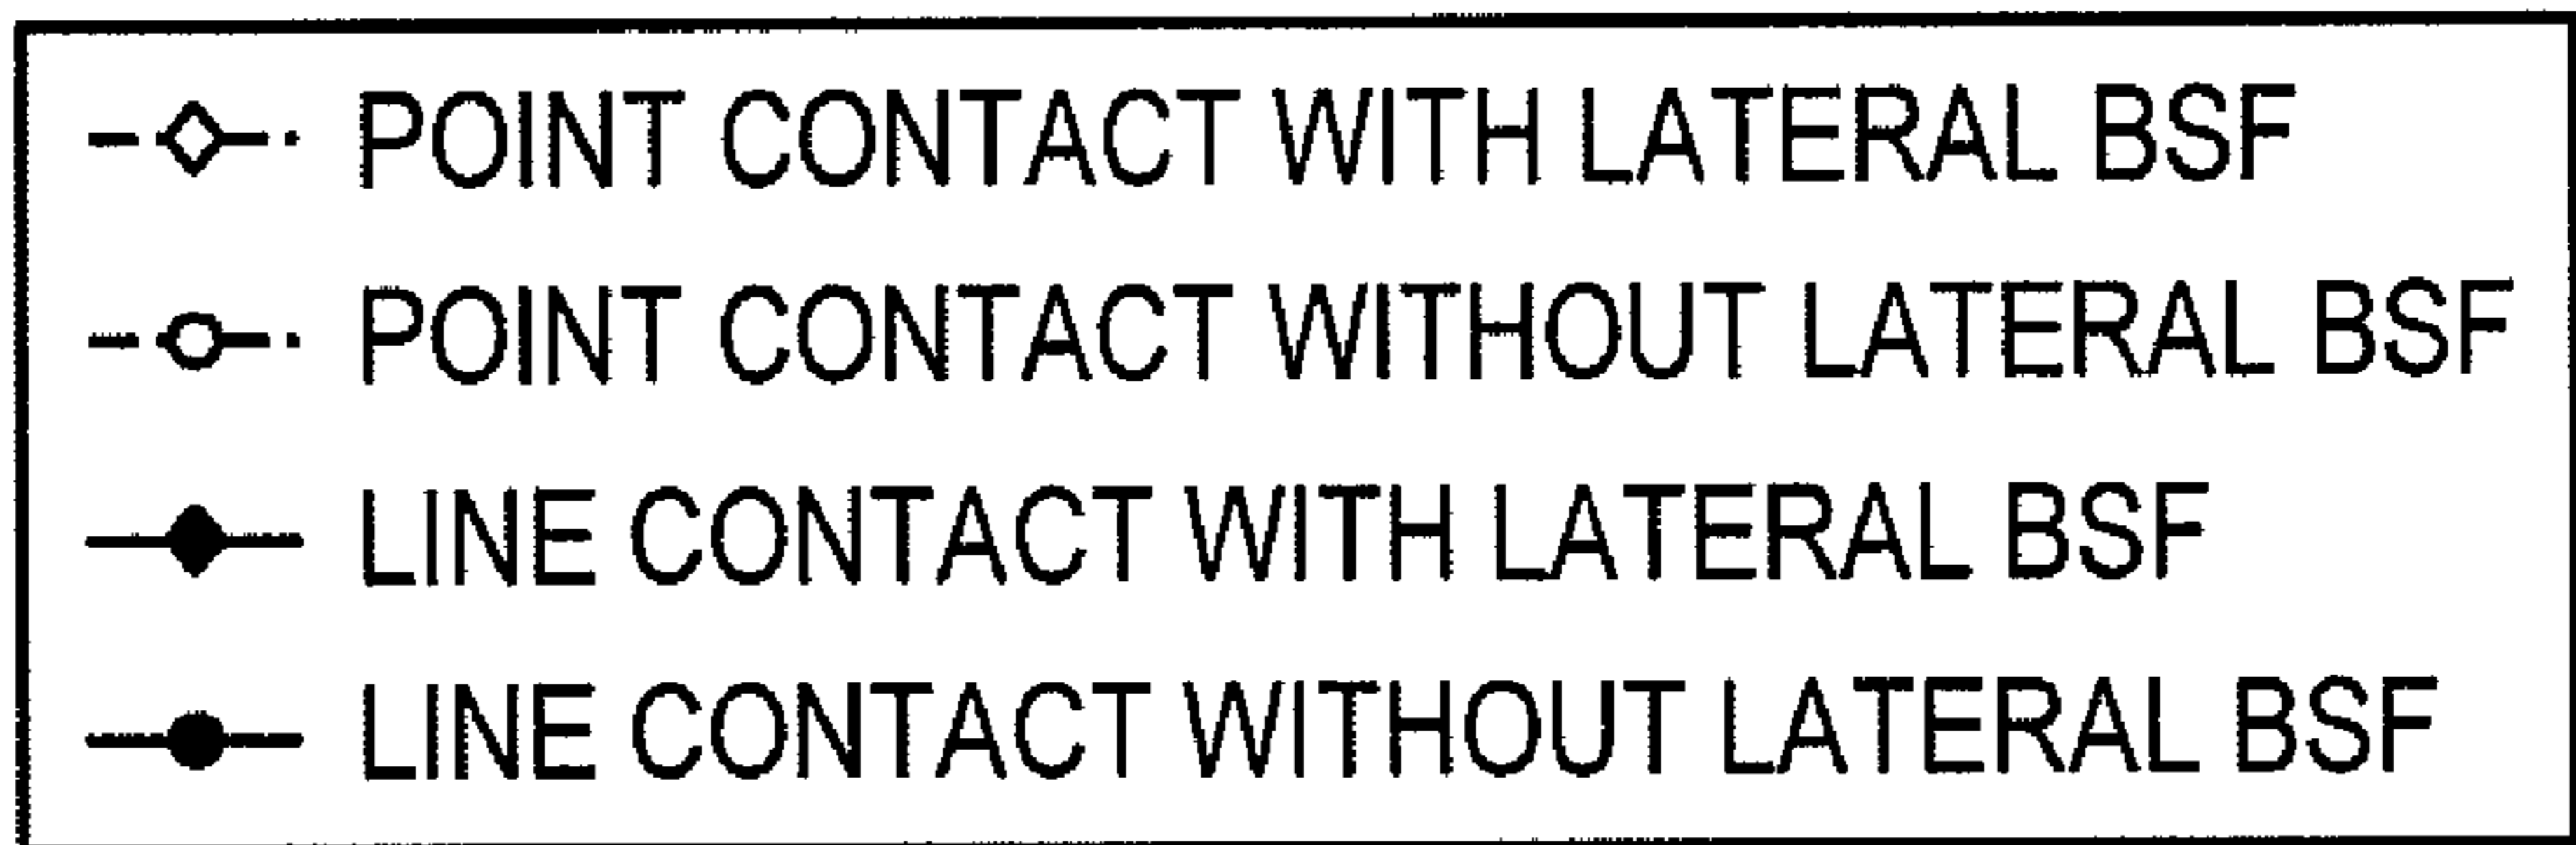 POINT CONTACT WITH LATERAL BSF
POINT CONTACT WITHOUT LATERAL BSF
LINE CONTACT WITH LATERAL BSF
LINE CONTACT WITHOUT LATERAL BSF